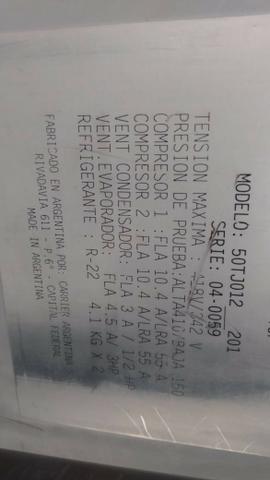 MODELO: 50TJ012 201
SERIE: 04-0059
TENSION MAXIMA : 418V/342 V
PRESION DE PRUEBA:ALTA410/BAJA 150
COMPRESOR 1 :FLA 10.4 A/LRA 55 A
COMPRESOR 2 :FLA 10.4 A/LRA 55 A
VENT CONDENSADOR: FLA 3 A / 1/2 HP
VENT.EVAPORADOR: FLA 4.5 A/ 3HP
REFRIGERANTE : R-22 4.1 KG X 2
FABRICADO EN ARGENTINA POR: CARRIER ARGENTINA
RIVADAVIA 611 - P.6° - CAPITAL FEDERAL
MADE IN ARGENTINA